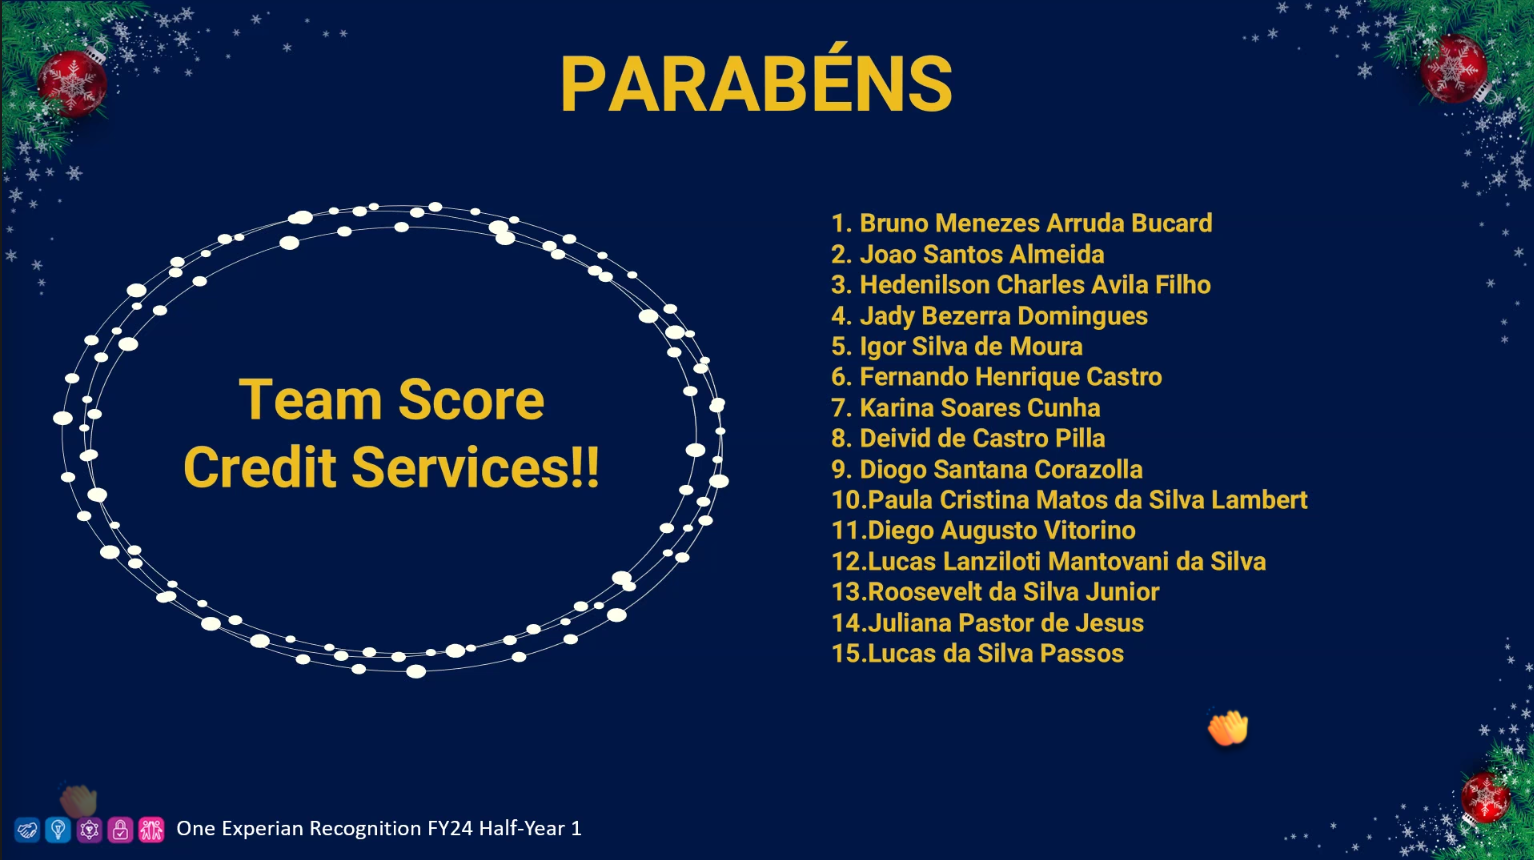 PARABÉNS
Team Score
Credit Services!!
1. Bruno Menezes Arruda Bucard
2. Joao Santos Almeida
3. Hedenilson Charles Avila Filho
4. Jady Bezerra Domingues
5. Igor Silva de Moura
6. Fernando Henrique Castro
7. Karina Soares Cunha
8. Deivid de Castro Pilla
9. Diogo Santana Corazolla
10.Paula Cristina Matos da Silva Lambert
11.Diego Augusto Vitorino
12.Lucas Lanziloti Mantovani da Silva
13.Roosevelt da Silva Junior
14.Juliana Pastor de Jesus
15.Lucas da Silva Passos
One Experian Recognition FY24 Half-Year 1